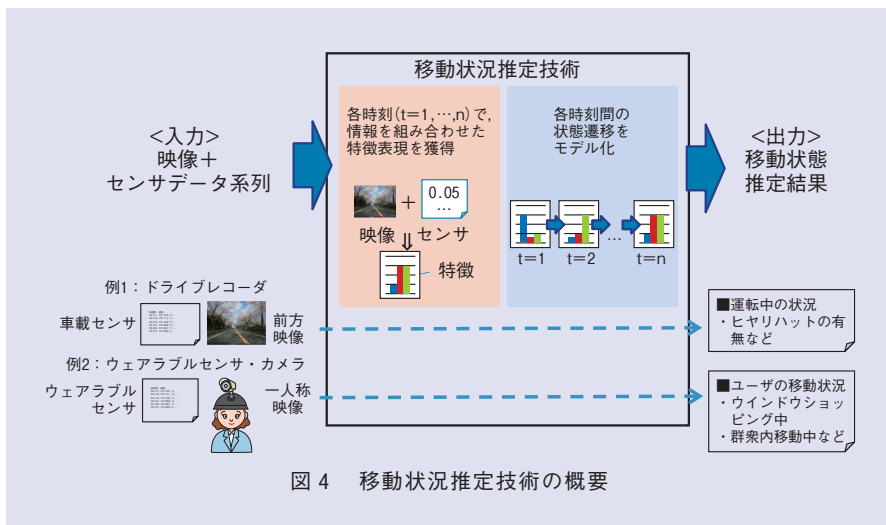 移動状況推定技術
<入力>
映像＋
センサデータ系列
各時刻(t=1,…,n)で,
情報を組み合わせた
特徴表現を獲得
0.05
…
＋
映像⇓センサ
特徴
各時刻間の
状態遷移を
モデル化
…
t=1 t=2 t=n
<出力>
移動状態
推定結果
例1：ドライブレコーダ
車載センサ
前方
映像
例2：ウェアラブルセンサ・カメラ
ウェアラブル
センサ
一人称
映像
■運転中の状況
・ヒヤリハットの有
無など
■ユーザの移動状況
・ウインドウショッ
ピング中
・群衆内移動中など
図 4　移動状況推定技術の概要